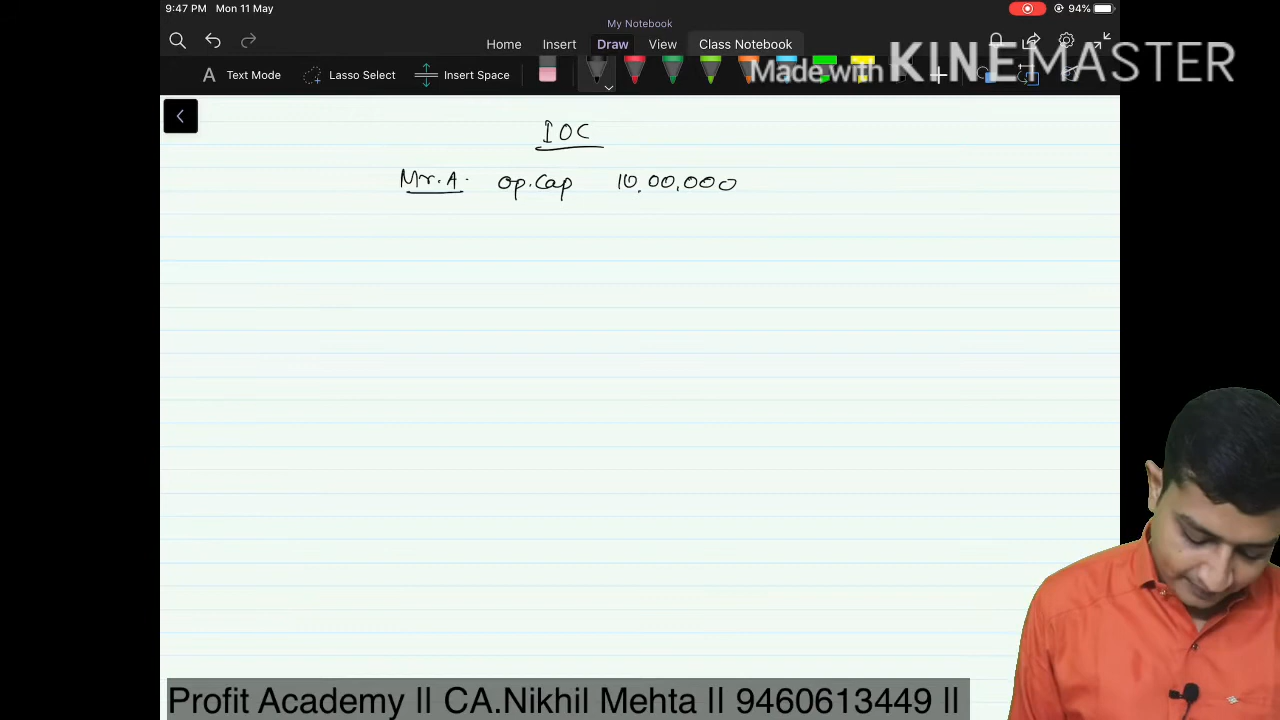 9:47 PM Mon 11 May
94%
My Notebook
Home Insert Draw View Class Notebook
Made with KINEMASTER
A Text Mode Lasso Select Insert Space
IOC
Mr. A. Op. Cap 10,00,000
Profit Academy ll CA.Nikhil Mehta ll 9460613449 ll